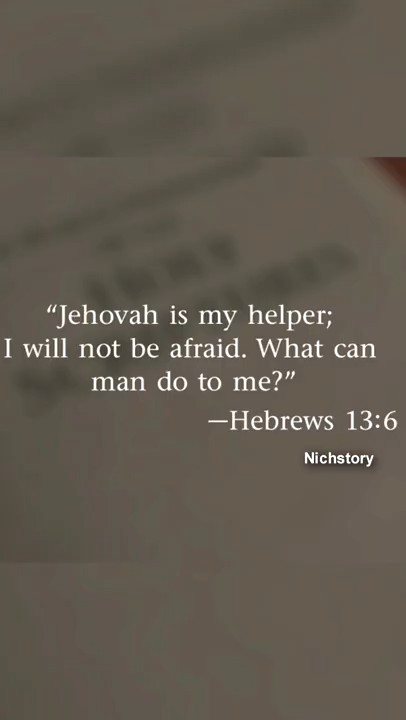 “Jehovah is my helper;
I will not be afraid. What can
man do to me?”
—Hebrews 13:6
Nichstory